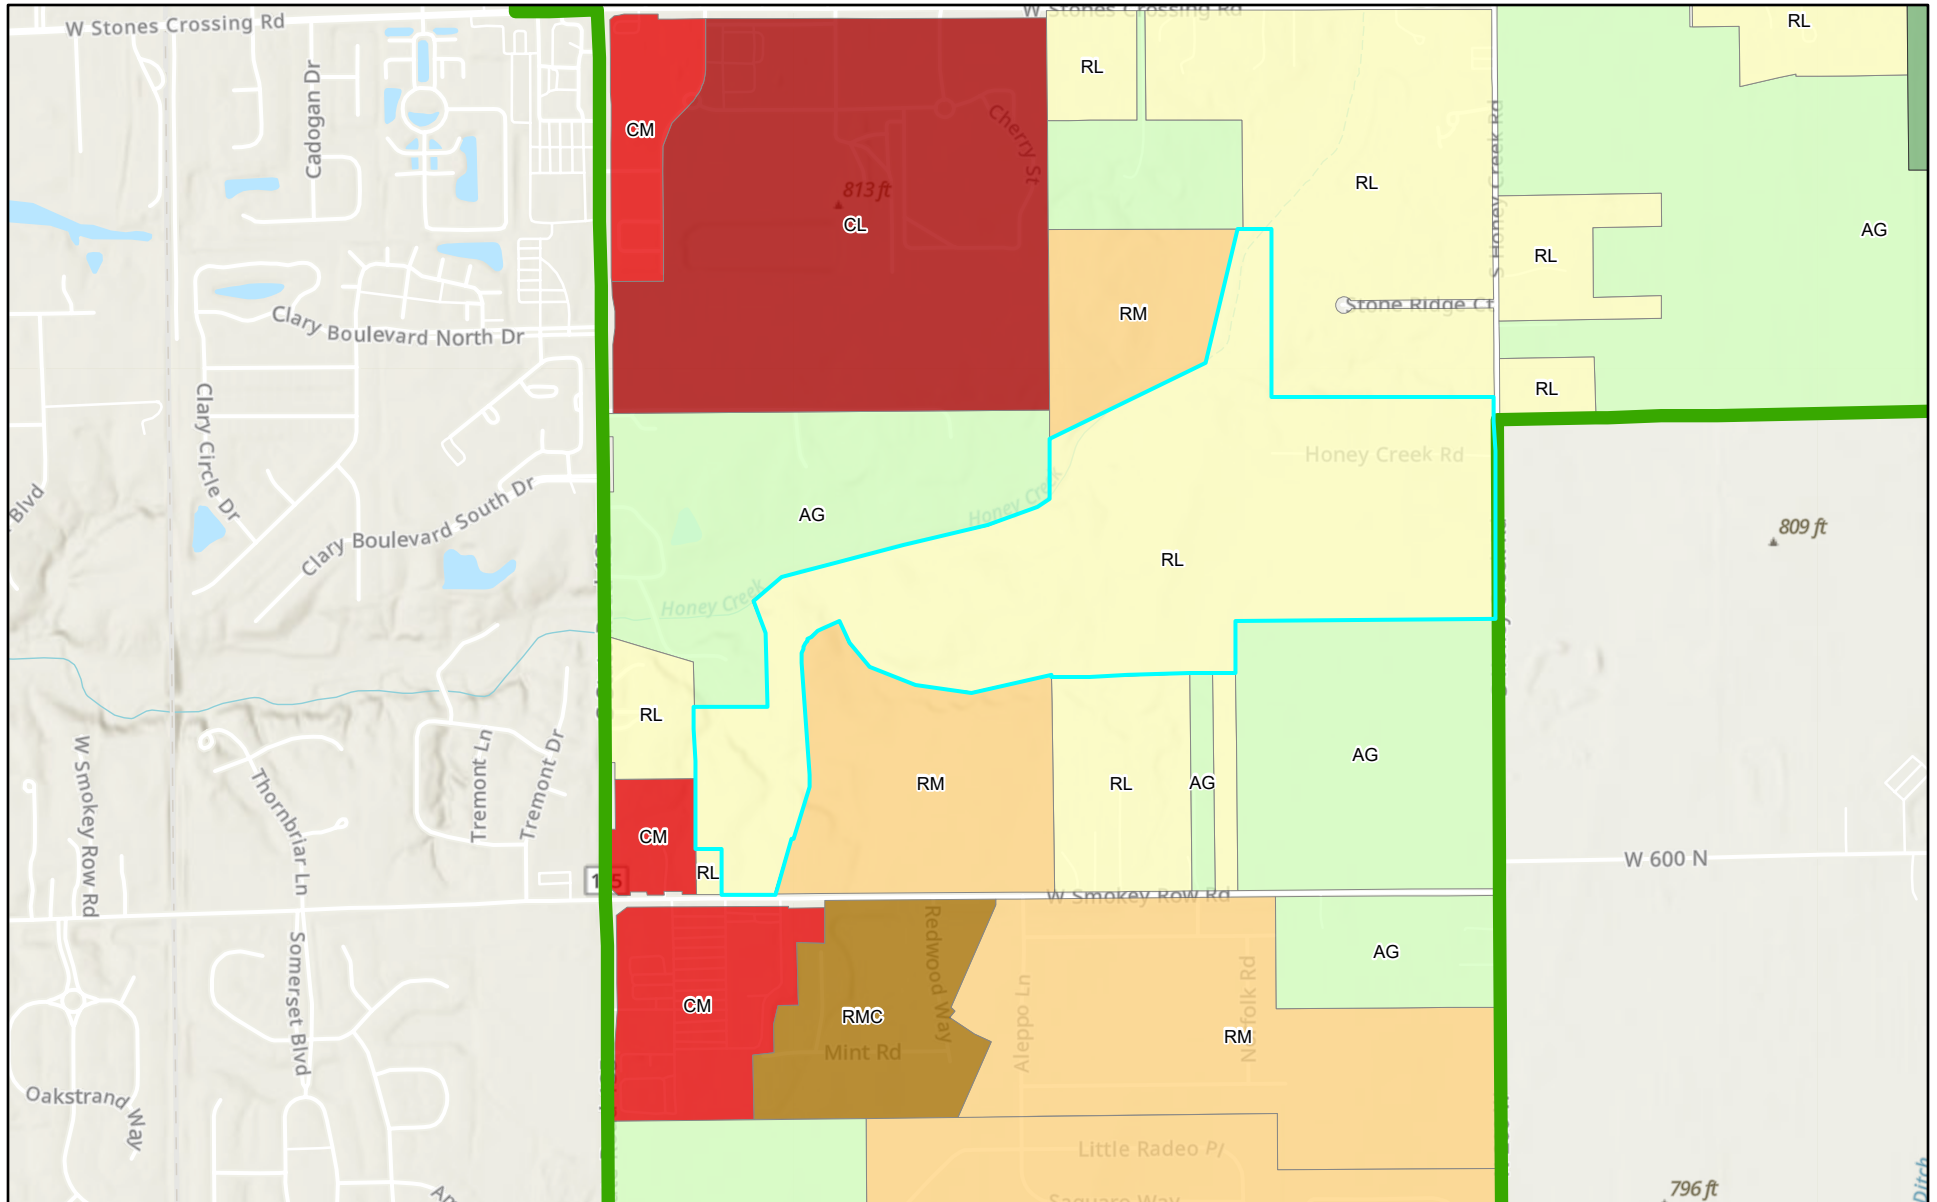 W Stones Crossing Rd
W Stones Crossing Rd
RL
RL
Cadogan Dr
CM
Cherry St
S Honey Creek Rd
813 ft
CL
RL
AG
RL
RM
Stone Ridge Ct
Clary Boulevard North Dr
RL
Clary Circle Dr
Honey Creek Rd
Blvd
Clary Boulevard South Dr
AG
Honey Creek
809 ft
RL
Honey Creek
RL
W Smokey Row Rd
Thornbriar Ln
Tremont Ln
Tremont Dr
RM
RL
AG
AG
CM
RL
W 600 N
W Smokey Row Rd
Somerset Blvd
Redwood Way
AG
CM
RMC
Aleppo Ln
Norfolk Rd
RM
Mint Rd
Oakstrand Way
Little Radeo Pl
Saguaro Way
796 ft
Ditch